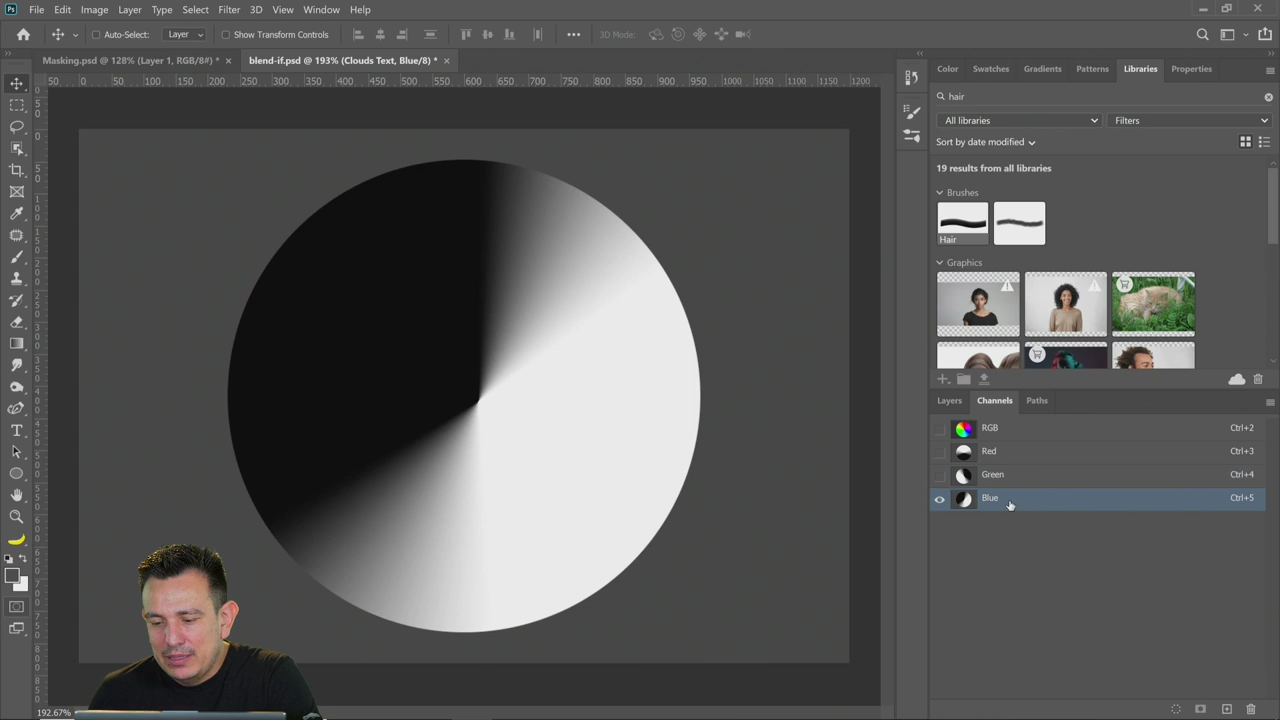 Ps File Edit Image Layer Type Select Filter 3D View Window Help
Auto-Select: Layer Show Transform Controls 3D Mode:
Masking.psd @ 128% (Layer 1, RGB/8#) * × blend-if.psd @ 193% (Clouds Text, Blue/8) * ×
50 0 50 100 150 200 250 300 350 400 450 500 550 600 650 700 750 800 850 900 950 1000 1050 1100 1150 1200
Color Swatches Gradients Patterns Libraries Properties
hair
All libraries Filters
Sort by date modified
19 results from all libraries
Brushes
Hair
Graphics
Layers Channels Paths
RGB Ctrl+2
Red Ctrl+3
Green Ctrl+4
Blue Ctrl+5
192.67%